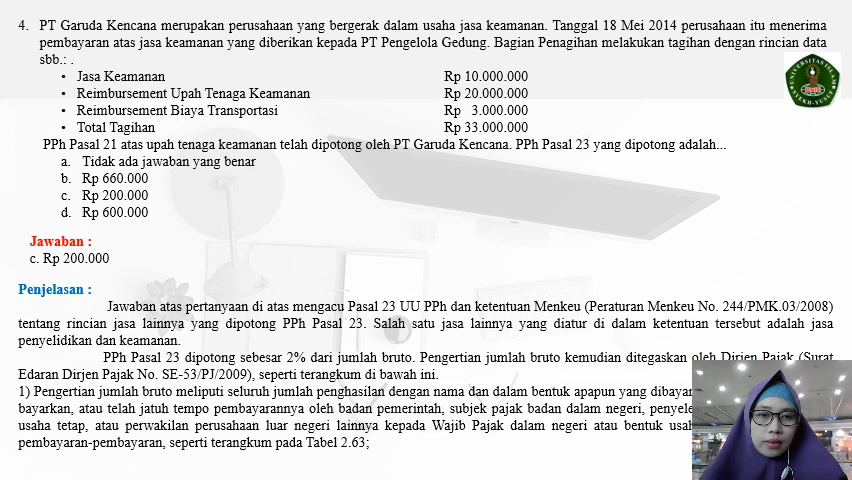 4. PT Garuda Kencana merupakan perusahaan yang bergerak dalam usaha jasa keamanan. Tanggal 18 Mei 2014 perusahaan itu menerima
pembayaran atas jasa keamanan yang diberikan kepada PT Pengelola Gedung. Bagian Penagihan melakukan tagihan dengan rincian data
sbb.: .
• Jasa Keamanan Rp 10.000.000
• Reimbursement Upah Tenaga Keamanan Rp 20.000.000
• Reimbursement Biaya Transportasi Rp 3.000.000
• Total Tagihan Rp 33.000.000
PPh Pasal 21 atas upah tenaga keamanan telah dipotong oleh PT Garuda Kencana. PPh Pasal 23 yang dipotong adalah...
a. Tidak ada jawaban yang benar
b. Rp 660.000
c. Rp 200.000
d. Rp 600.000
Jawaban :
c. Rp 200.000
Penjelasan :
Jawaban atas pertanyaan di atas mengacu Pasal 23 UU PPh dan ketentuan Menkeu (Peraturan Menkeu No. 244/PMK.03/2008)
tentang rincian jasa lainnya yang dipotong PPh Pasal 23. Salah satu jasa lainnya yang diatur di dalam ketentuan tersebut adalah jasa
penyelidikan dan keamanan.
PPh Pasal 23 dipotong sebesar 2% dari jumlah bruto. Pengertian jumlah bruto kemudian ditegaskan oleh Dirjen Pajak (Surat
Edaran Dirjen Pajak No. SE-53/PJ/2009), seperti terangkum di bawah ini.
1) Pengertian jumlah bruto meliputi seluruh jumlah penghasilan dengan nama dan dalam bentuk apapun yang dibayar
bayarkan, atau telah jatuh tempo pembayarannya oleh badan pemerintah, subjek pajak badan dalam negeri, penyele
usaha tetap, atau perwakilan perusahaan luar negeri lainnya kepada Wajib Pajak dalam negeri atau bentuk usah
pembayaran-pembayaran, seperti terangkum pada Tabel 2.63;